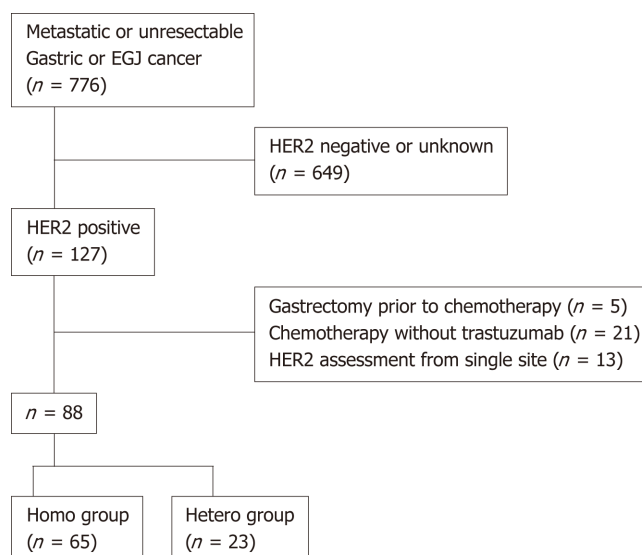 Metastatic or unresectable
Gastric or EGJ cancer
(n = 776)
HER2 negative or unknown
(n = 649)
HER2 positive
(n = 127)
Gastrectomy prior to chemotherapy (n = 5)
Chemotherapy without trastuzumab (n = 21)
HER2 assessment from single site (n = 13)
n = 88
Homo group
(n = 65)
Hetero group
(n = 23)